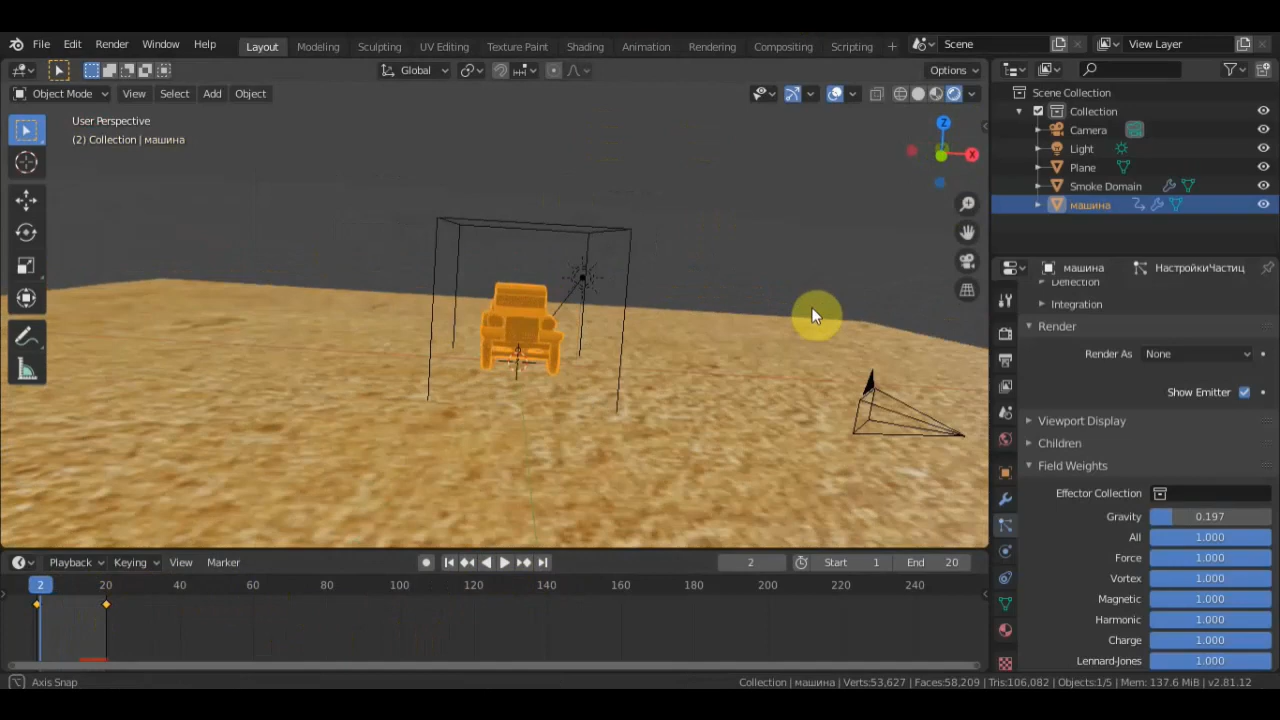 File Edit Render Window Help Layout Modeling Sculpting UV Editing Texture Paint Shading Animation Rendering Compositing Scripting Scene View Layer
Global Options
Object Mode View Select Add Object
User Perspective
(2) Collection | машина
Z
X
Scene Collection
Collection
Camera
Light
Plane
Smoke Domain
машина
машина НастройкиЧастиц
Deflection
Integration
Render
Render As None
Show Emitter
Viewport Display
Children
Field Weights
Effector Collection
Gravity 0.197
All 1.000
Force 1.000
Vortex 1.000
Magnetic 1.000
Harmonic 1.000
Charge 1.000
Lennard-Jones 1.000
Playback Keying View Marker 2 Start 1 End 20
2 20 40 60 80 100 120 140 160 180 200 220 240
Axis Snap Collection | машина | Verts:53,627 | Faces:58,209 | Tris:106,082 | Objects:1/5 | Mem: 137.6 MiB | v2.81.12